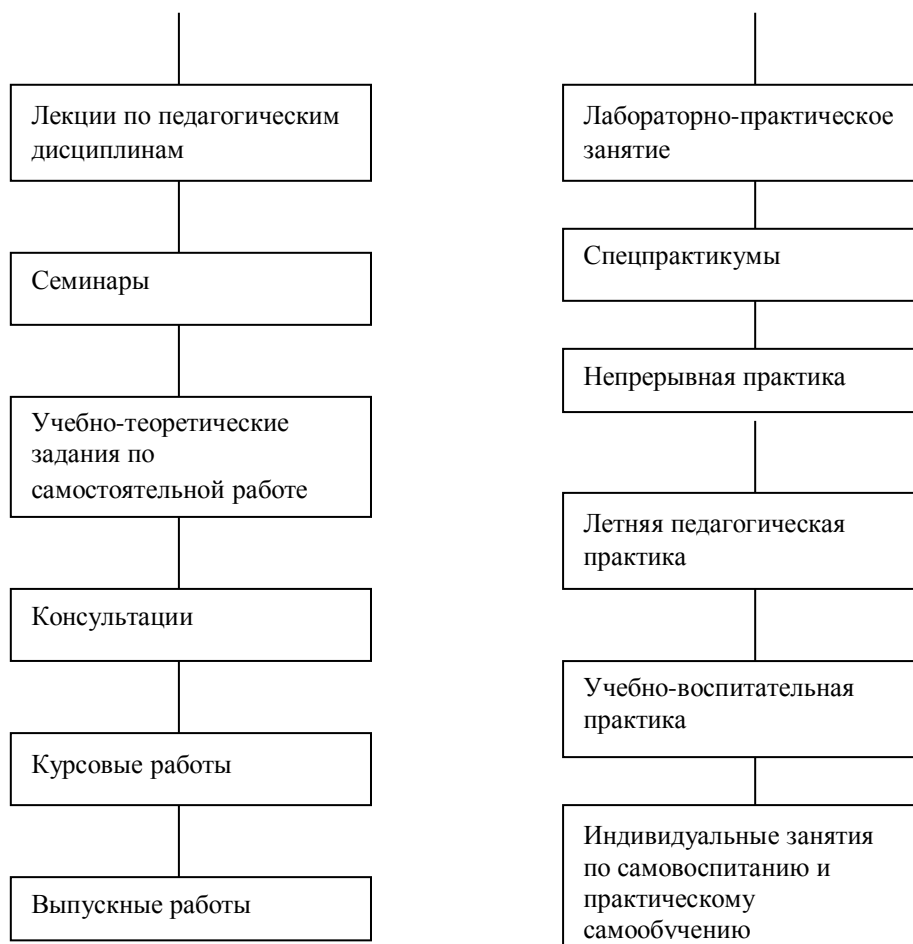 Лекции по педагогическим
дисциплинам
Семинары
Учебно-теоретические
задания по
самостоятельной работе
Консультации
Курсовые работы
Выпускные работы
Лабораторно-практическое
занятие
Спецпрактикумы
Непрерывная практика
Летняя педагогическая
практика
Учебно-воспитательная
практика
Индивидуальные занятия
по самовоспитанию и
практическому
самообучению